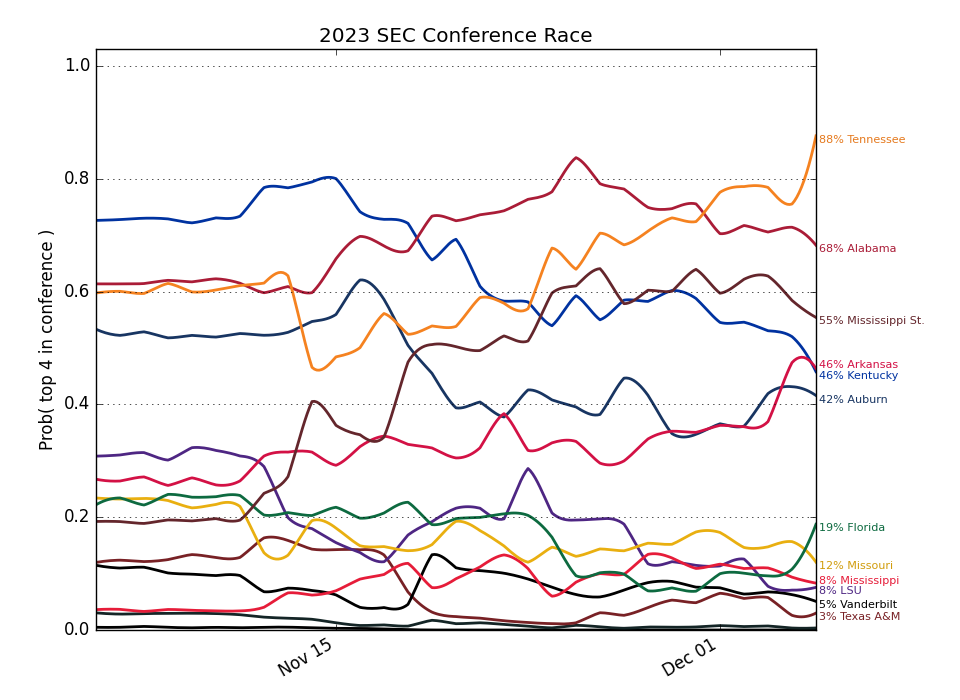 2023 SEC Conference Race
Prob( top 4 in conference )
1.0
0.8
0.6
0.4
0.2
0.0
Nov 15
Dec 01
88% Tennessee
68% Alabama
55% Mississippi St.
46% Arkansas
46% Kentucky
42% Auburn
19% Florida
12% Missouri
8% Mississippi
8% LSU
5% Vanderbilt
3% Texas A&M